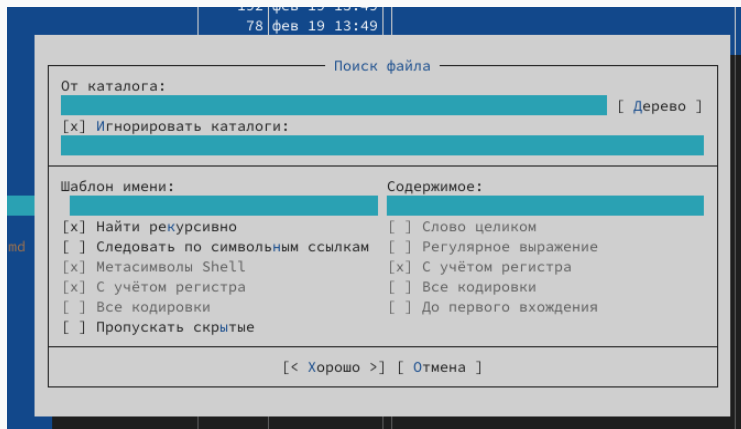 78 фев 19 13:49
Поиск файла
От каталога:
[ Дерево ]
[x] Игнорировать каталоги:
Шаблон имени:
Содержимое:
[x] Найти рекурсивно
[ ] Следовать по символьным ссылкам
[x] Метасимволы Shell
[x] С учётом регистра
[ ] Все кодировки
[ ] Пропускать скрытые
[ ] Слово целиком
[ ] Регулярное выражение
[x] С учётом регистра
[ ] Все кодировки
[ ] До первого вхождения
md
[< Хорошо >] [ Отмена ]